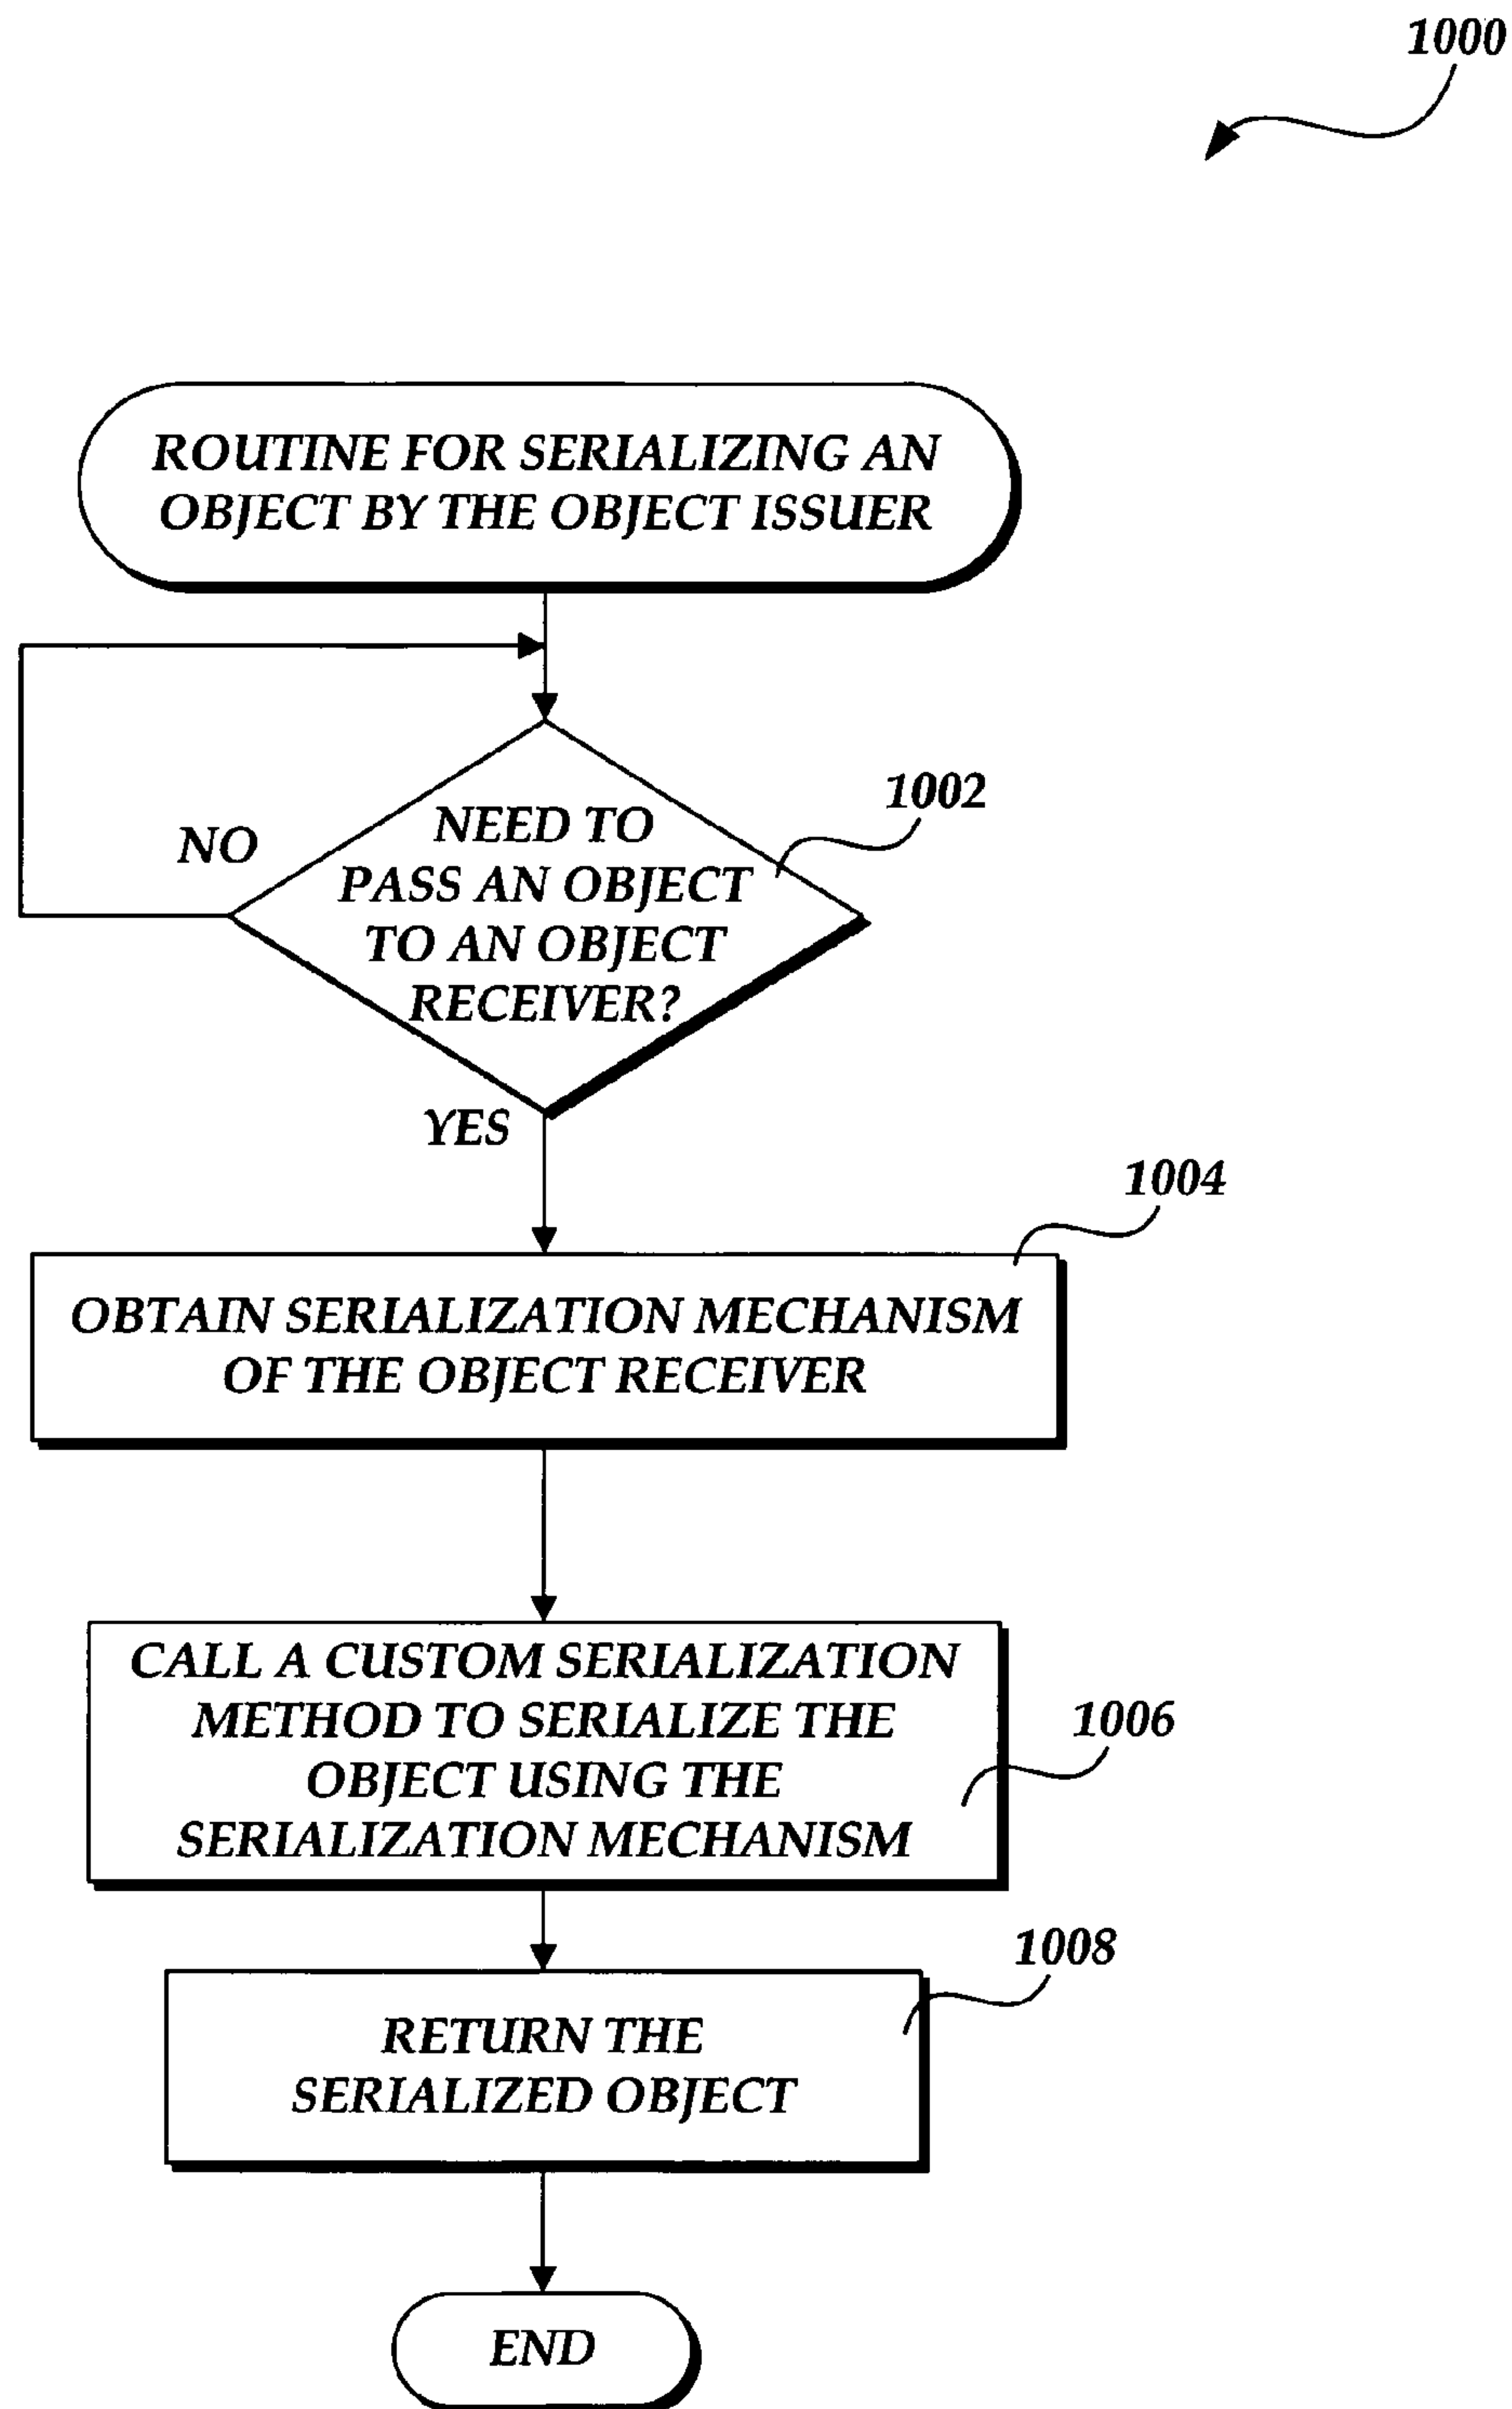 1000
ROUTINE FOR SERIALIZING AN
OBJECT BY THE OBJECT ISSUER
1002
NO
NEED TO
PASS AN OBJECT
TO AN OBJECT
RECEIVER?
YES
1004
OBTAIN SERIALIZATION MECHANISM
OF THE OBJECT RECEIVER
CALL A CUSTOM SERIALIZATION
METHOD TO SERIALIZE THE
OBJECT USING THE
SERIALIZATION MECHANISM
1006
1008
RETURN THE
SERIALIZED OBJECT
END